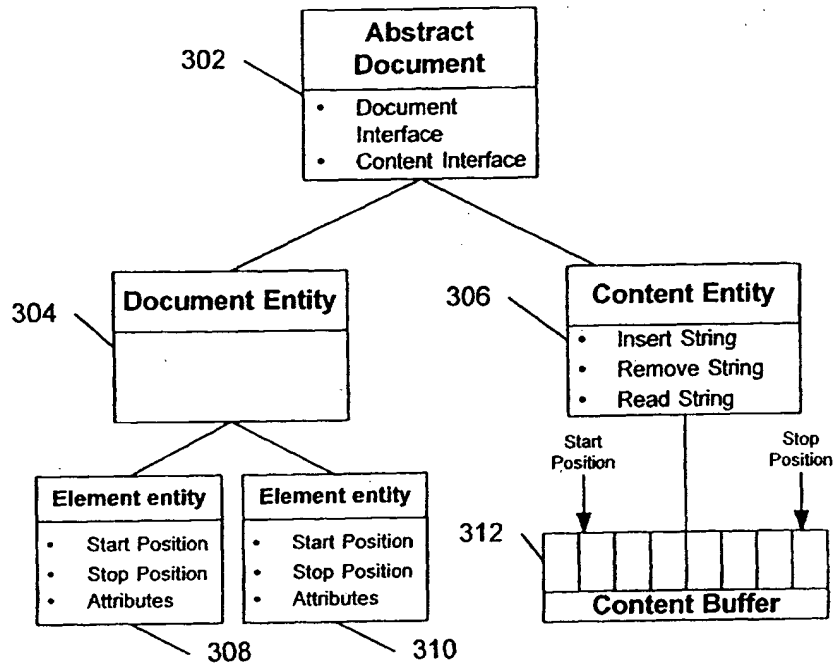 Abstract
Document
302
• Document
Interface
• Content Interface
Document Entity
304
Content Entity
306
• Insert String
• Remove String
• Read String
Start
Position
Stop
Position
Element entity
• Start Position
• Stop Position
• Attributes
308
Element entity
• Start Position
• Stop Position
• Attributes
310
312
Content Buffer